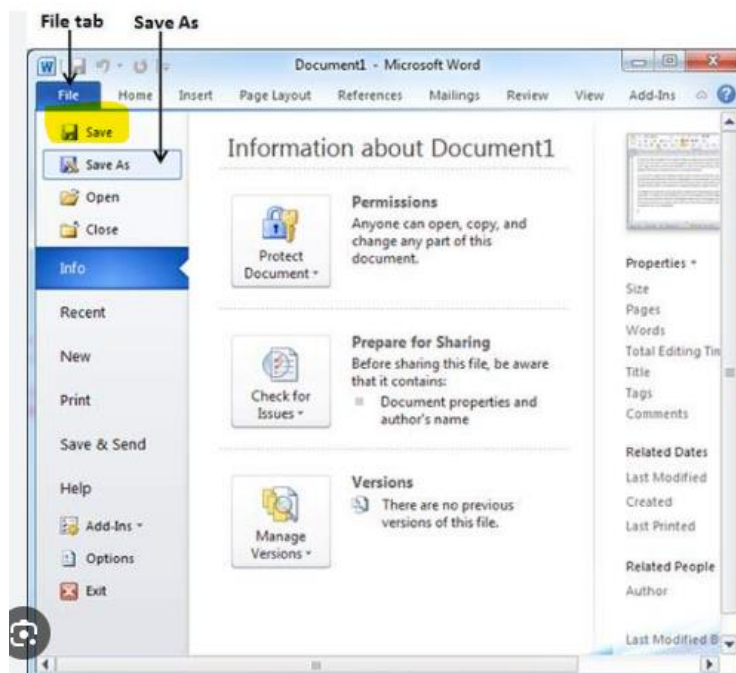 File tab Save As
Document1 - Microsoft Word
File Home Insert Page Layout References Mailings Review View Add-Ins
Save
Save As
Open
Close
Info
Recent
New
Print
Save & Send
Help
Add-Ins
Options
Exit
Information about Document1
Protect
Document
Permissions
Anyone can open, copy, and
change any part of this
document.
Check for
Issues
Prepare for Sharing
Before sharing this file, be aware
that it contains:
Document properties and
author's name
Manage
Versions
Versions
There are no previous
versions of this file.
Properties
Size
Pages
Words
Total Editing Tim
Title
Tags
Comments
Related Dates
Last Modified
Created
Last Printed
Related People
Author
Last Modified B